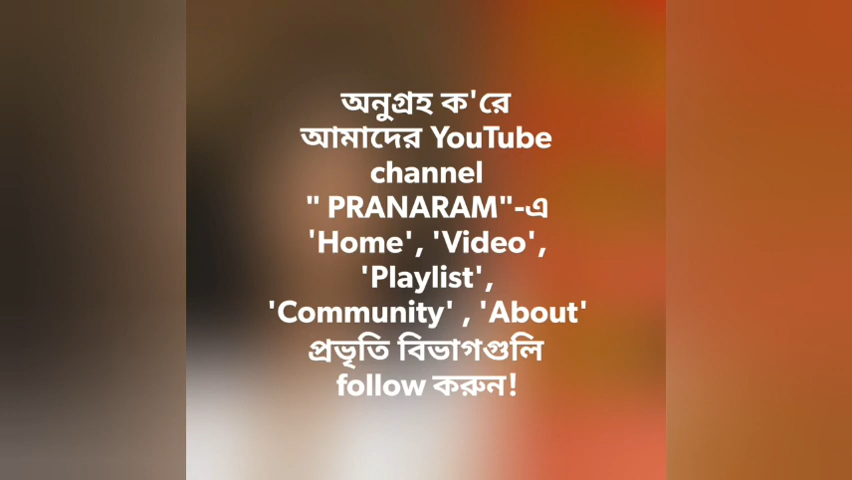 অনুগ্রহ ক'রে
আমাদের YouTube
channel
" PRANARAM"-এ
'Home', 'Video',
'Playlist',
'Community' , 'About'
প্রভৃতি বিভাগগুলি
follow করুন!